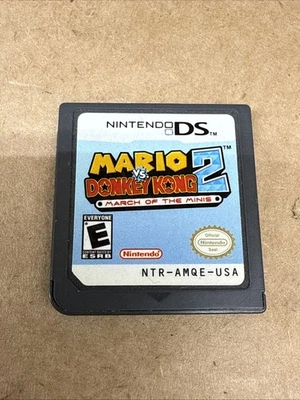 NINTENDO DS
MARIO
VS.
DONKEY KONG 2
MARCH OF THE MINIS
EVERYONE
E
ESRB
Nintendo
Official
Nintendo
Seal
NTR-AMQE-USA